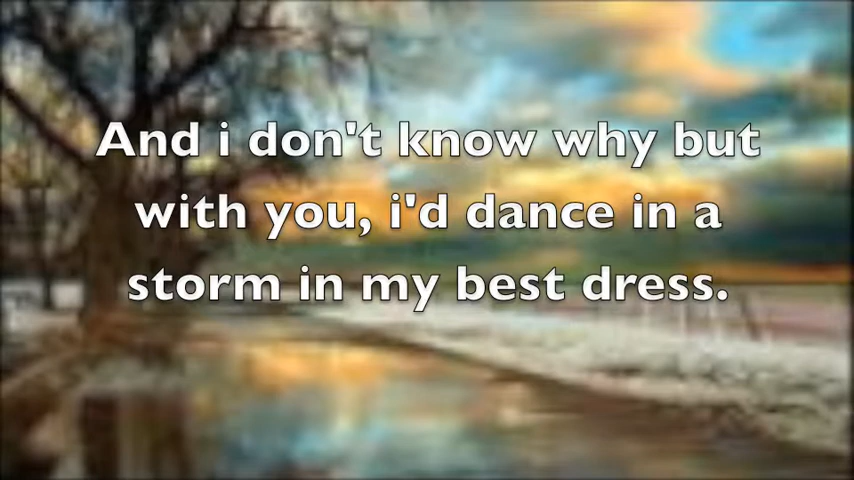 And i don't know why but
with you, i'd dance in a
storm in my best dress.